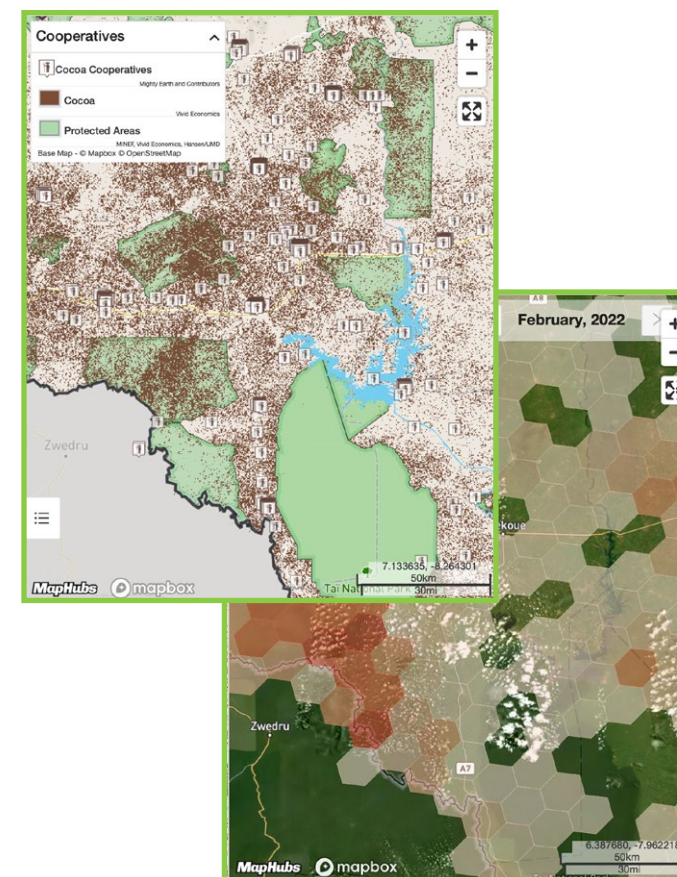 Cooperatives
Cocoa Cooperatives
Mighty Earth and Contributors
Cocoa
Vivid Economics
Protected Areas
MINEF, Vivid Economics, Hansen/UMD
Base Map - © Mapbox © OpenStreetMap
+
−
Zwedru
7.133635, -8.264301
50km
30mi
Taï National Park
MapHubs mapbox
A8
February, 2022
+
−
ekoue
Zwedru
A7
6.387680, -7.962218
50km
30mi
MapHubs mapbox